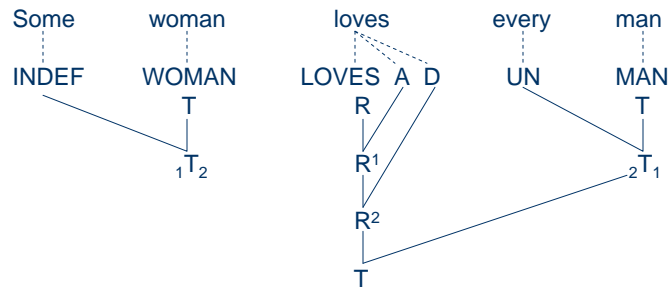 Some woman loves every man
INDEF WOMAN LOVES A D UN MAN
T R T
₁T₂ R¹ ₂T₁
R²
T